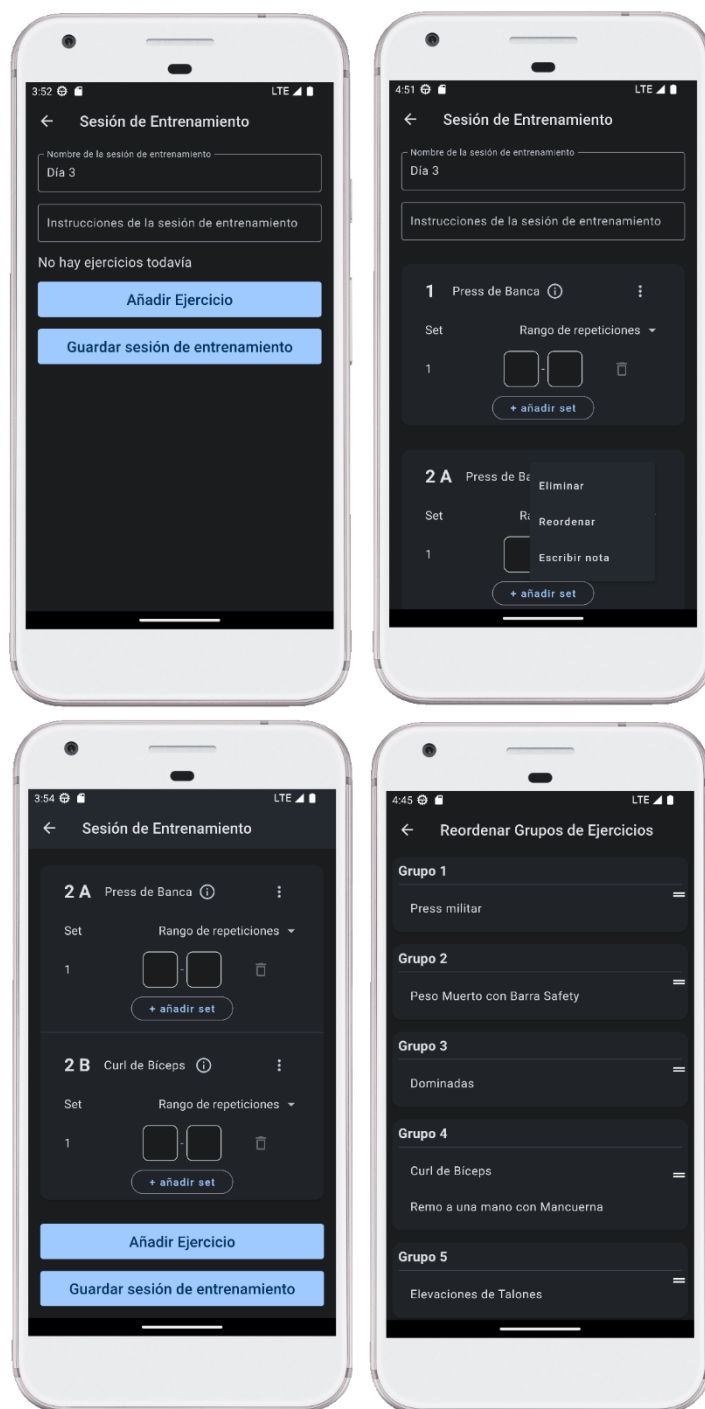 3:52 LTE
Sesión de Entrenamiento
Nombre de la sesión de entrenamiento
Día 3
Instrucciones de la sesión de entrenamiento
No hay ejercicios todavía
Añadir Ejercicio
Guardar sesión de entrenamiento
4:51 LTE
Sesión de Entrenamiento
Nombre de la sesión de entrenamiento
Día 3
Instrucciones de la sesión de entrenamiento
1 Press de Banca
Set Rango de repeticiones
1 -
+ añadir set
2 A Press de Ba
Eliminar
Set Ra
Reordenar
1
Escribir nota
+ añadir set
3:54 LTE
Sesión de Entrenamiento
2 A Press de Banca
Set Rango de repeticiones
1 -
+ añadir set
2 B Curl de Bíceps
Set Rango de repeticiones
1 -
+ añadir set
Añadir Ejercicio
Guardar sesión de entrenamiento
4:45 LTE
Reordenar Grupos de Ejercicios
Grupo 1
Press militar
Grupo 2
Peso Muerto con Barra Safety
Grupo 3
Dominadas
Grupo 4
Curl de Bíceps
Remo a una mano con Mancuerna
Grupo 5
Elevaciones de Talones